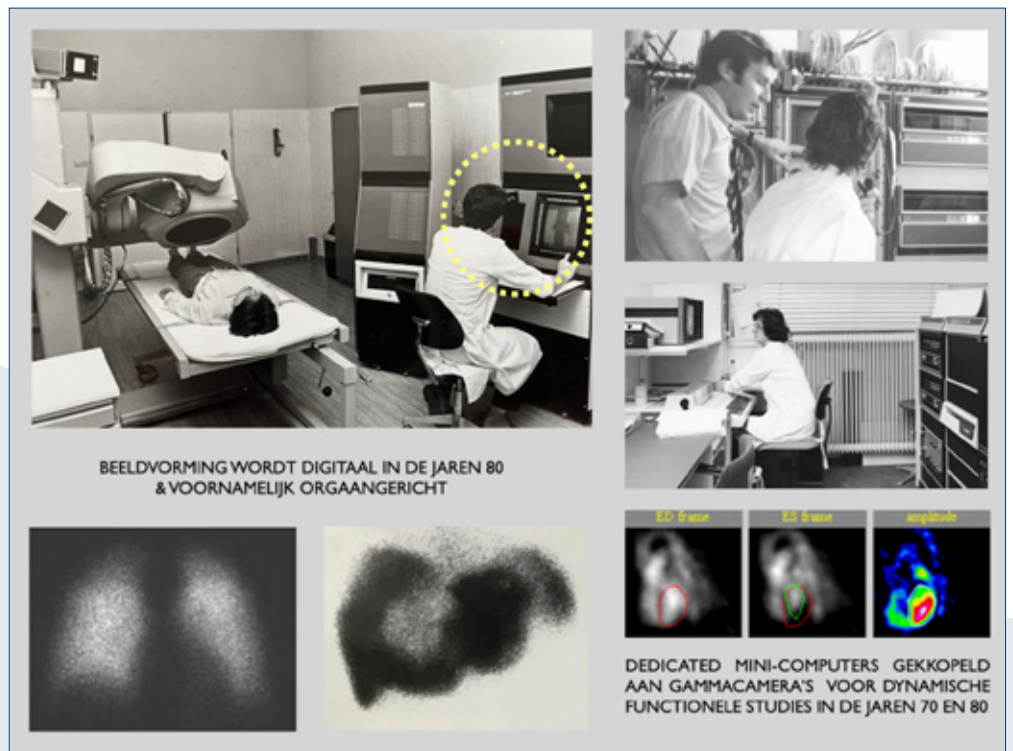 BEELDVORMING WORDT DIGITAAL IN DE JAREN 80
& VOORNAMELIJK ORGAANGERICHT
ED frame
ES frame
amplitude
DEDICATED MINI-COMPUTERS GEKKOPELD
AAN GAMMACAMERA'S VOOR DYNAMISCHE
FUNCTIONELE STUDIES IN DE JAREN 70 EN 80